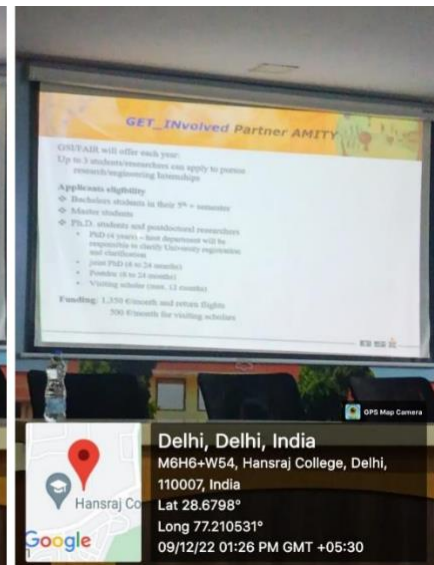 GET_INvolved Partner AMITY
GSI/FAIR will offer each year:
Up to 3 students/researchers can apply to pursue
research/engineering Internships
Applicants eligibility
Bachelors students in their 5th + semester
Master students
Ph.D. students and postdoctoral researchers
PhD (4 years) – host department will be
responsible to clarify University registration
and clarification
joint PhD (6 to 24 months)
Postdoc (6 to 24 months)
Visiting scholar (max. 12 months)
Funding: 1,350 €/month and return flights
500 €/month for visiting scholars
GPS Map Camera
Delhi, Delhi, India
M6H6+W54, Hansraj College, Delhi,
110007, India
Lat 28.6798°
Long 77.210531°
09/12/22 01:26 PM GMT +05:30
Hansraj Co
Google